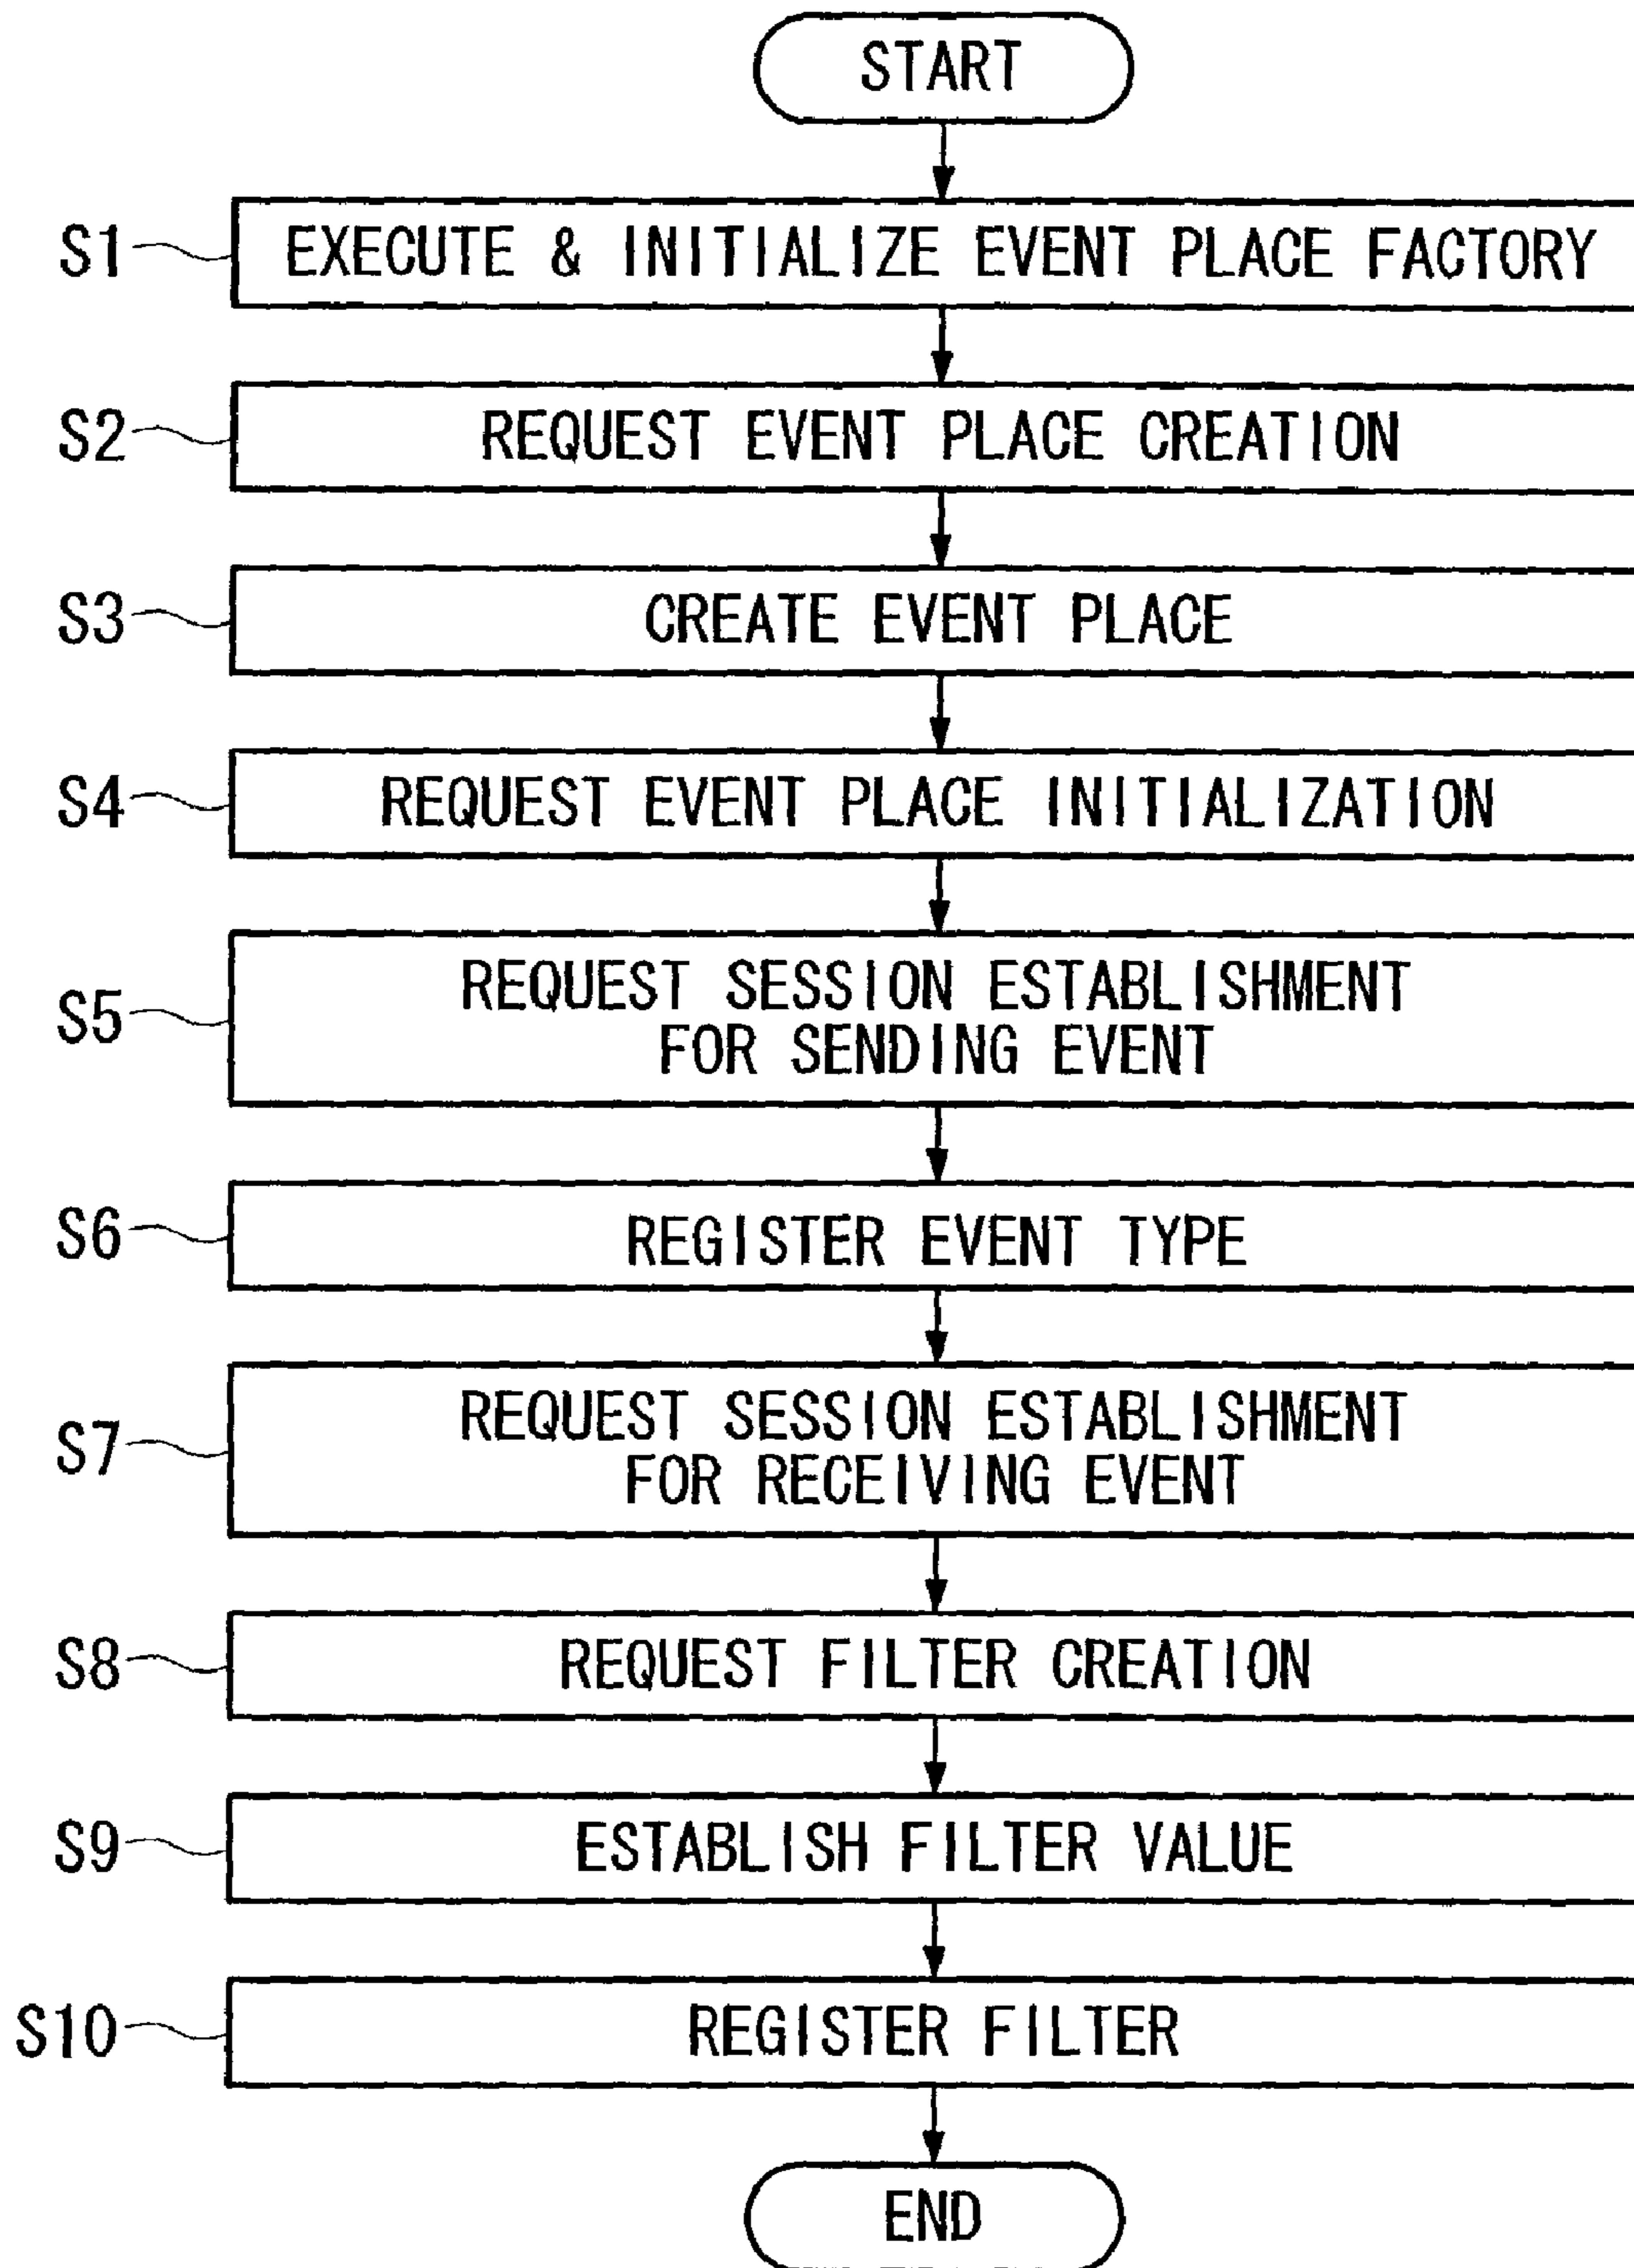 START
S1 EXECUTE & INITIALIZE EVENT PLACE FACTORY
S2 REQUEST EVENT PLACE CREATION
S3 CREATE EVENT PLACE
S4 REQUEST EVENT PLACE INITIALIZATION
S5 REQUEST SESSION ESTABLISHMENT
FOR SENDING EVENT
S6 REGISTER EVENT TYPE
S7 REQUEST SESSION ESTABLISHMENT
FOR RECEIVING EVENT
S8 REQUEST FILTER CREATION
S9 ESTABLISH FILTER VALUE
S10 REGISTER FILTER
END